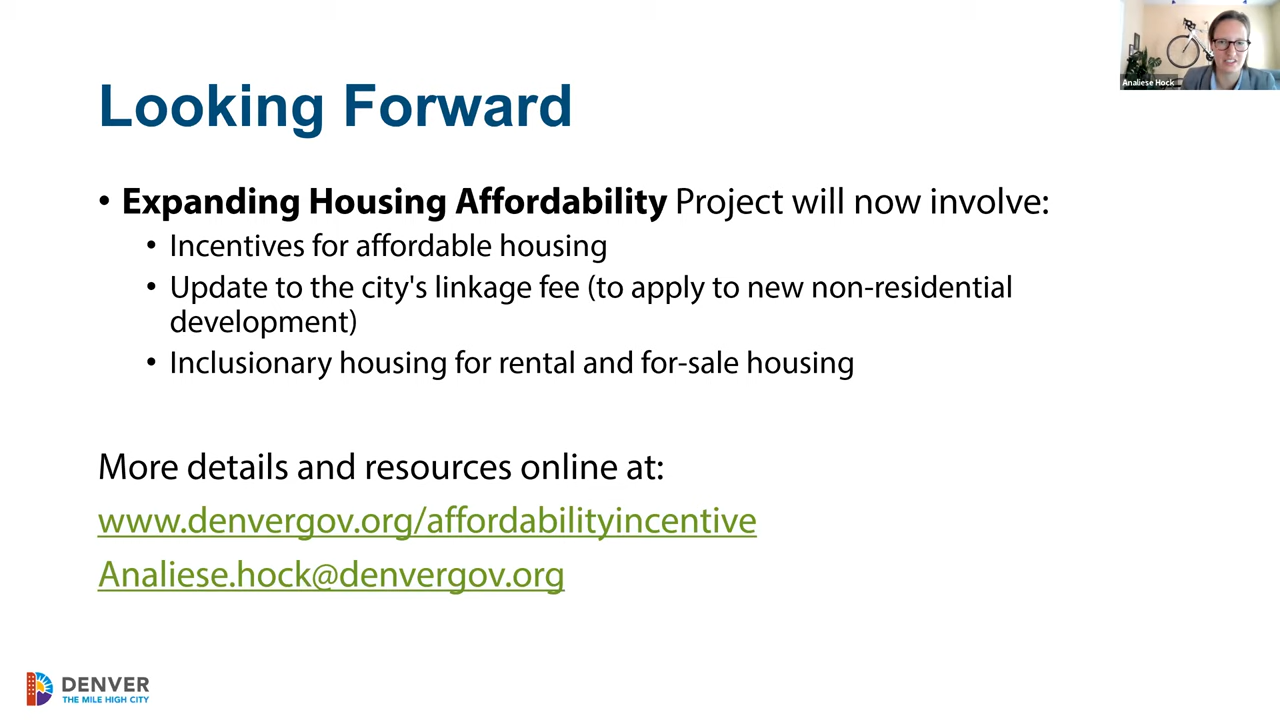 Analiese Hock
Looking Forward
• Expanding Housing Affordability Project will now involve:
• Incentives for affordable housing
• Update to the city's linkage fee (to apply to new non-residential
development)
• Inclusionary housing for rental and for-sale housing
More details and resources online at:
www.denvergov.org/affordabilityincentive
Analiese.hock@denvergov.org
DENVER
THE MILE HIGH CITY